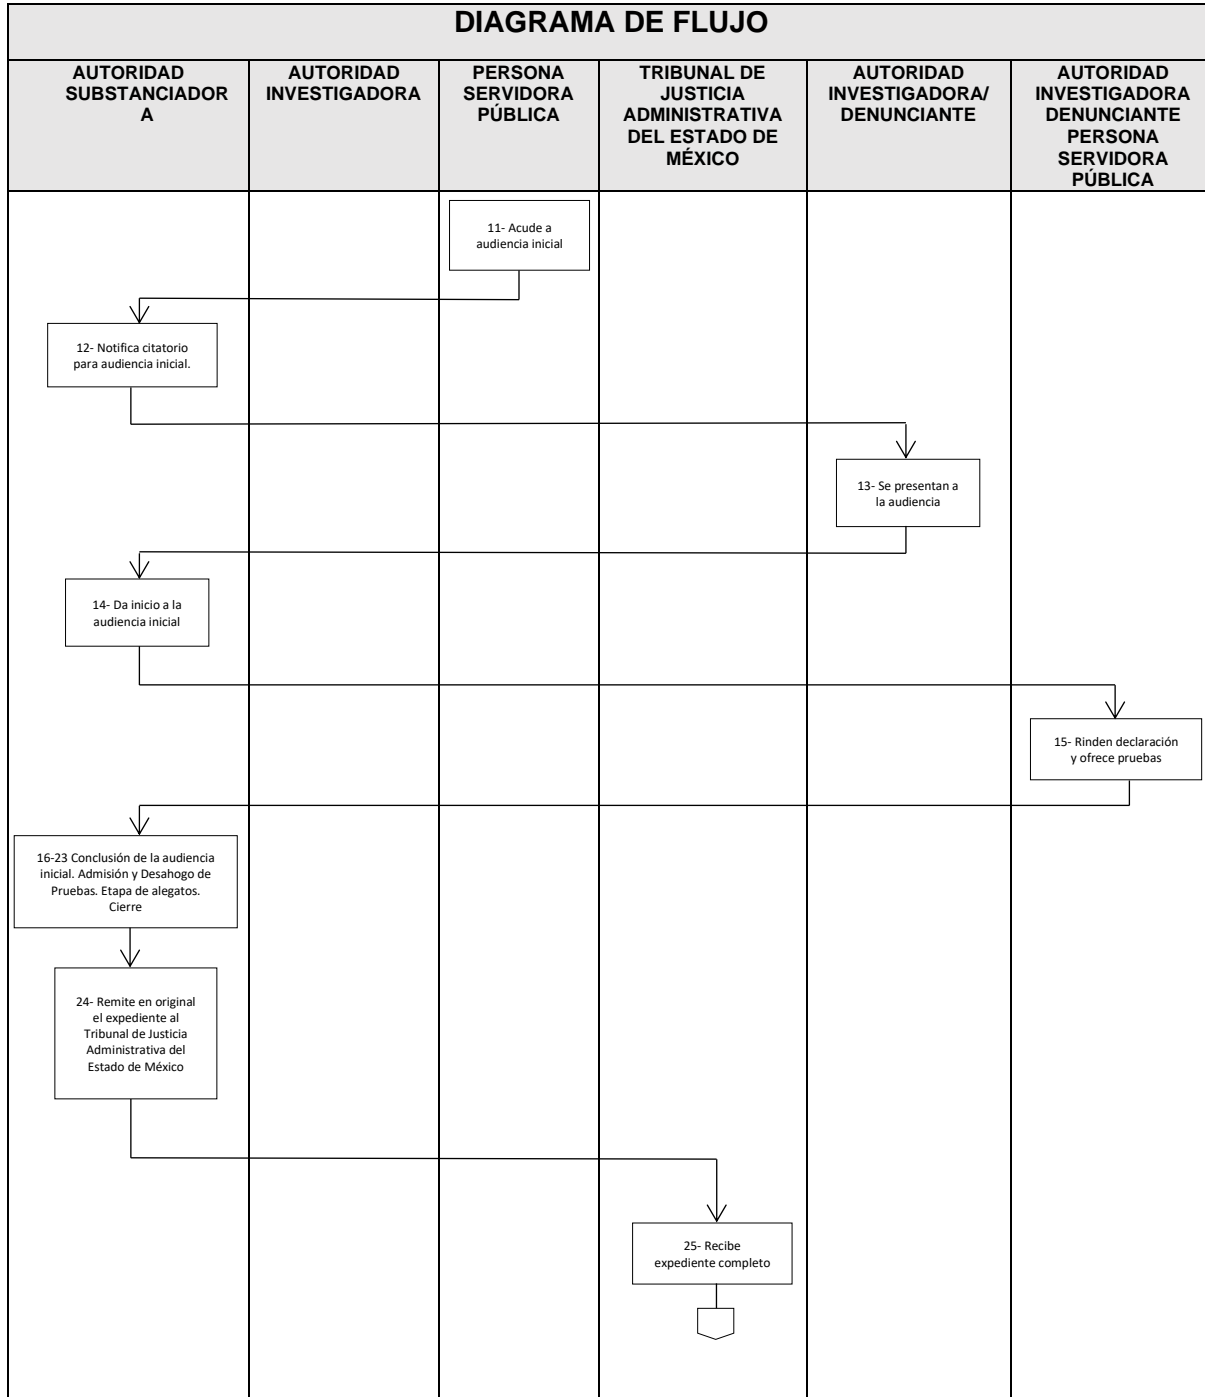 DIAGRAMA DE FLUJO
AUTORIDAD
SUBSTANCIADOR
A
AUTORIDAD
INVESTIGADORA
PERSONA
SERVIDORA
PÚBLICA
TRIBUNAL DE
JUSTICIA
ADMINISTRATIVA
DEL ESTADO DE
MÉXICO
AUTORIDAD
INVESTIGADORA/
DENUNCIANTE
AUTORIDAD
INVESTIGADORA
DENUNCIANTE
PERSONA
SERVIDORA
PÚBLICA
11- Acude a
audiencia inicial
12- Notifica citatorio
para audiencia inicial.
13- Se presentan a
la audiencia
14- Da inicio a la
audiencia inicial
15- Rinden declaración
y ofrece pruebas
16-23 Conclusión de la audiencia
inicial. Admisión y Desahogo de
Pruebas. Etapa de alegatos.
Cierre
24- Remite en original
el expediente al
Tribunal de Justicia
Administrativa del
Estado de México
25- Recibe
expediente completo